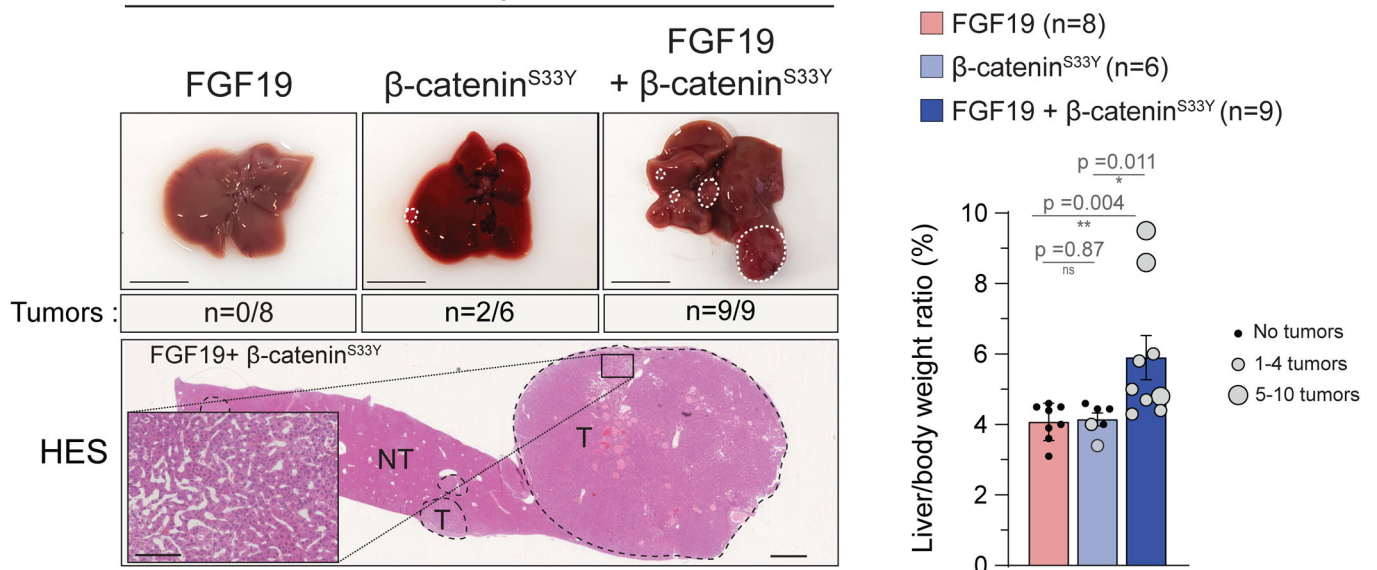 FGF19
β-catenin^S33Y
FGF19
+ β-catenin^S33Y
Tumors :
n=0/8
n=2/6
n=9/9
HES
FGF19+ β-catenin^S33Y
NT
T
T
FGF19 (n=8)
β-catenin^S33Y (n=6)
FGF19 + β-catenin^S33Y (n=9)
Liver/body weight ratio (%)
10
8
6
4
2
0
p =0.011
*
p =0.004
**
p =0.87
ns
No tumors
1-4 tumors
5-10 tumors